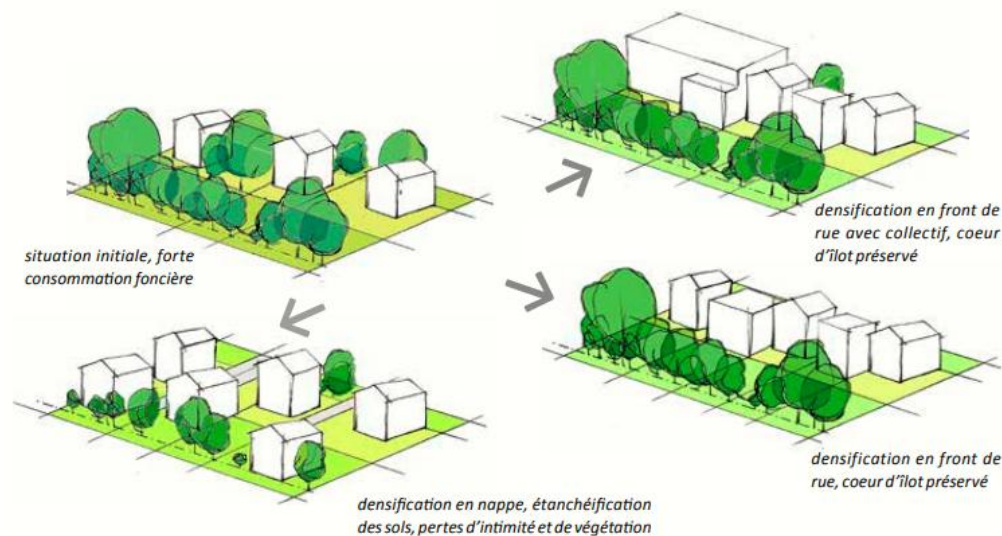 situation initiale, forte
consommation foncière
densification en front de
rue avec collectif, coeur
d'îlot préservé
densification en nappe, étanchéification
des sols, pertes d'intimité et de végétation
densification en front de
rue, coeur d'îlot préservé